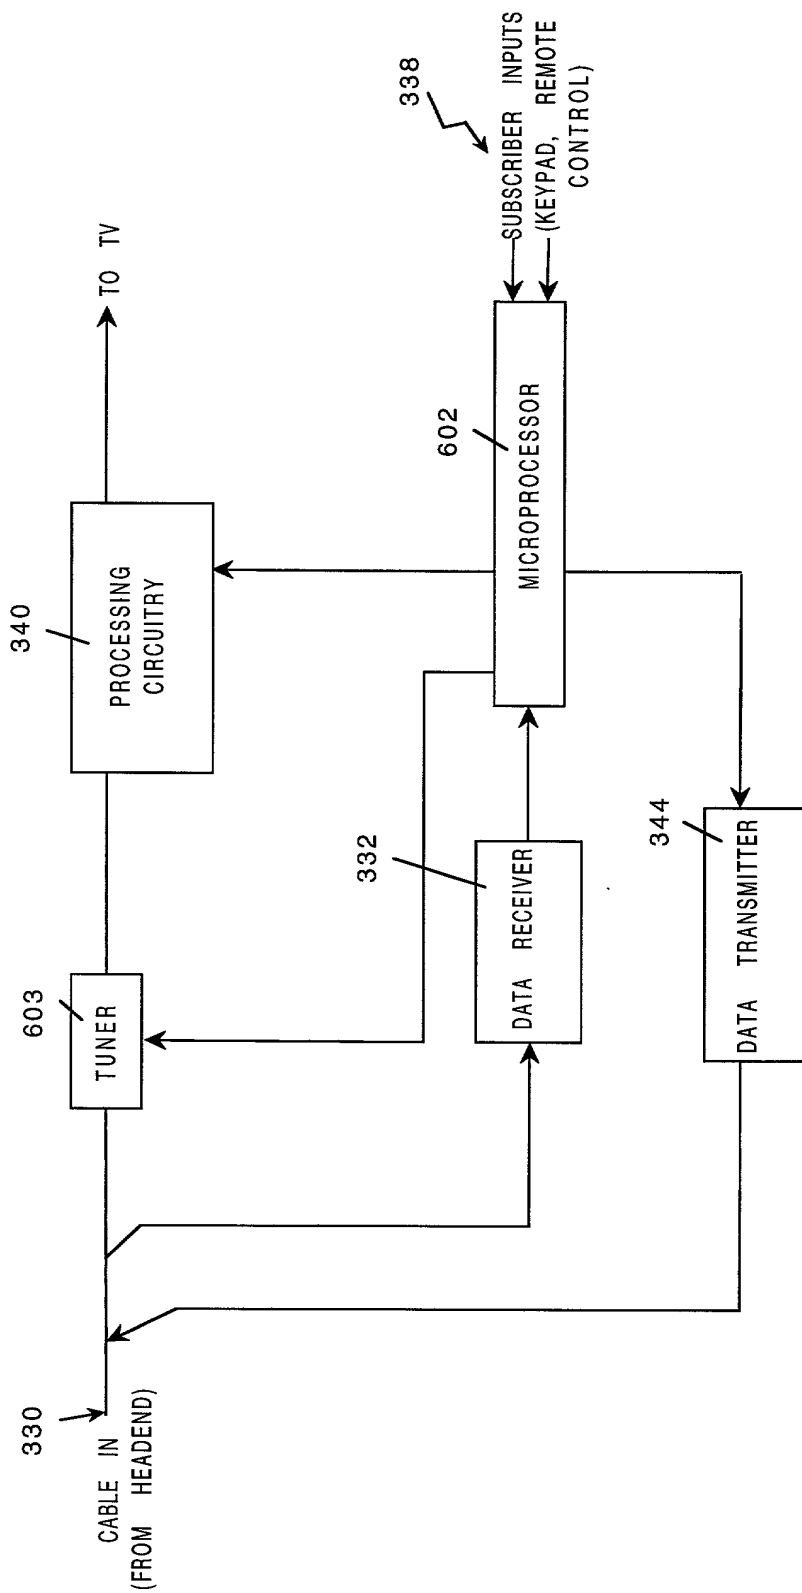 330
CABLE IN
(FROM HEADEND)
603
TUNER
340
PROCESSING
CIRCUITRY
TO TV
332
DATA RECEIVER
602
MICROPROCESSOR
338
SUBSCRIBER INPUTS
(KEYPAD, REMOTE
CONTROL)
344
DATA TRANSMITTER